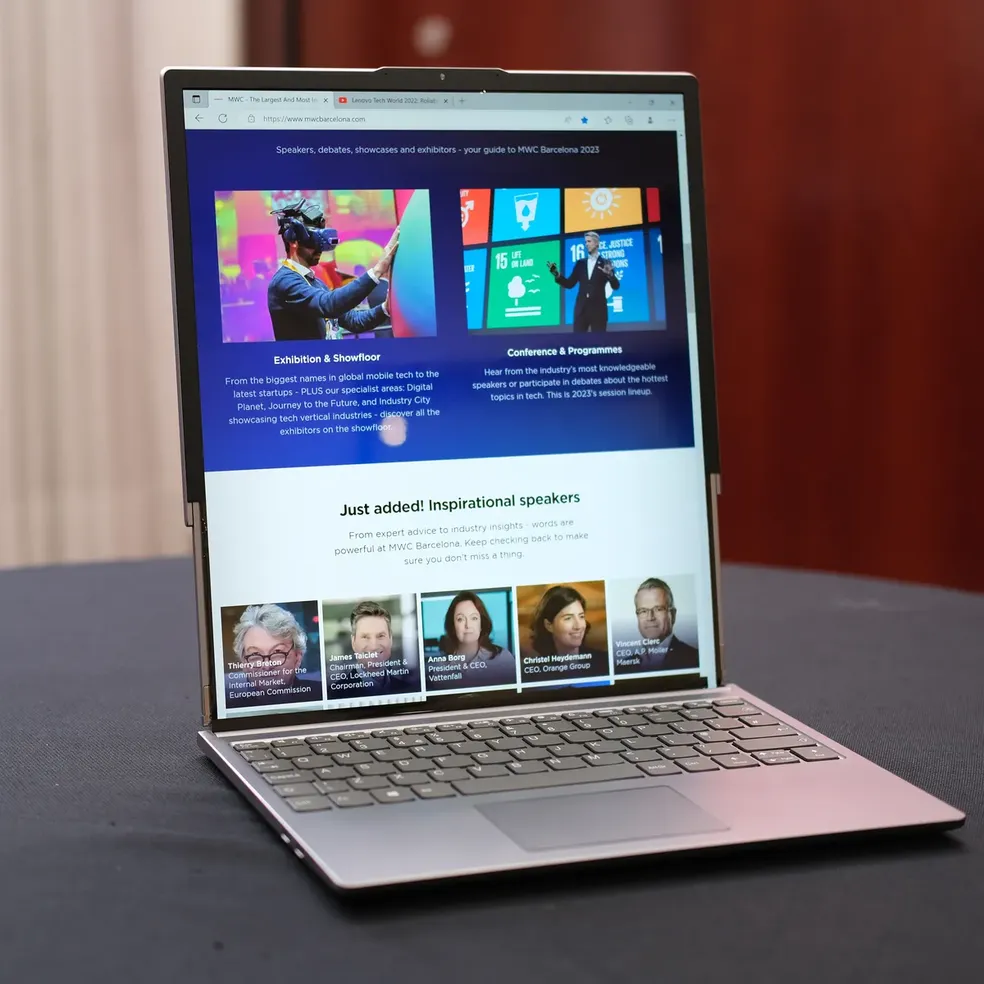 MWC - The Largest And Most In
Lenovo Tech World 2022: Rollab
https://www.mwcbarcelona.com
Speakers, debates, showcases and exhibitors - your guide to MWC Barcelona 2023
15 LIFE
ON LAND
16
CE, JUSTICE
STRONG
IONS
Exhibition & Showfloor
From the biggest names in global mobile tech to the
latest startups - PLUS our specialist areas: Digital
Planet, Journey to the Future, and Industry City
showcasing tech vertical industries - discover all the
exhibitors on the showfloor.
Conference & Programmes
Hear from the industry's most knowledgeable
speakers or participate in debates about the hottest
topics in tech. This is 2023's session lineup.
Just added! Inspirational speakers
From expert advice to industry insights - words are
powerful at MWC Barcelona. Keep checking back to make
sure you don't miss a thing.
Thierry Breton
Commissioner for the
Internal Market,
European Commission
James Taiclet
Chairman, President &
CEO, Lockheed Martin
Corporation
Anna Borg
President & CEO,
Vattenfall
Christel Heydemann
CEO, Orange Group
Vincent Clerc
CEO, A.P. Moller -
Maersk